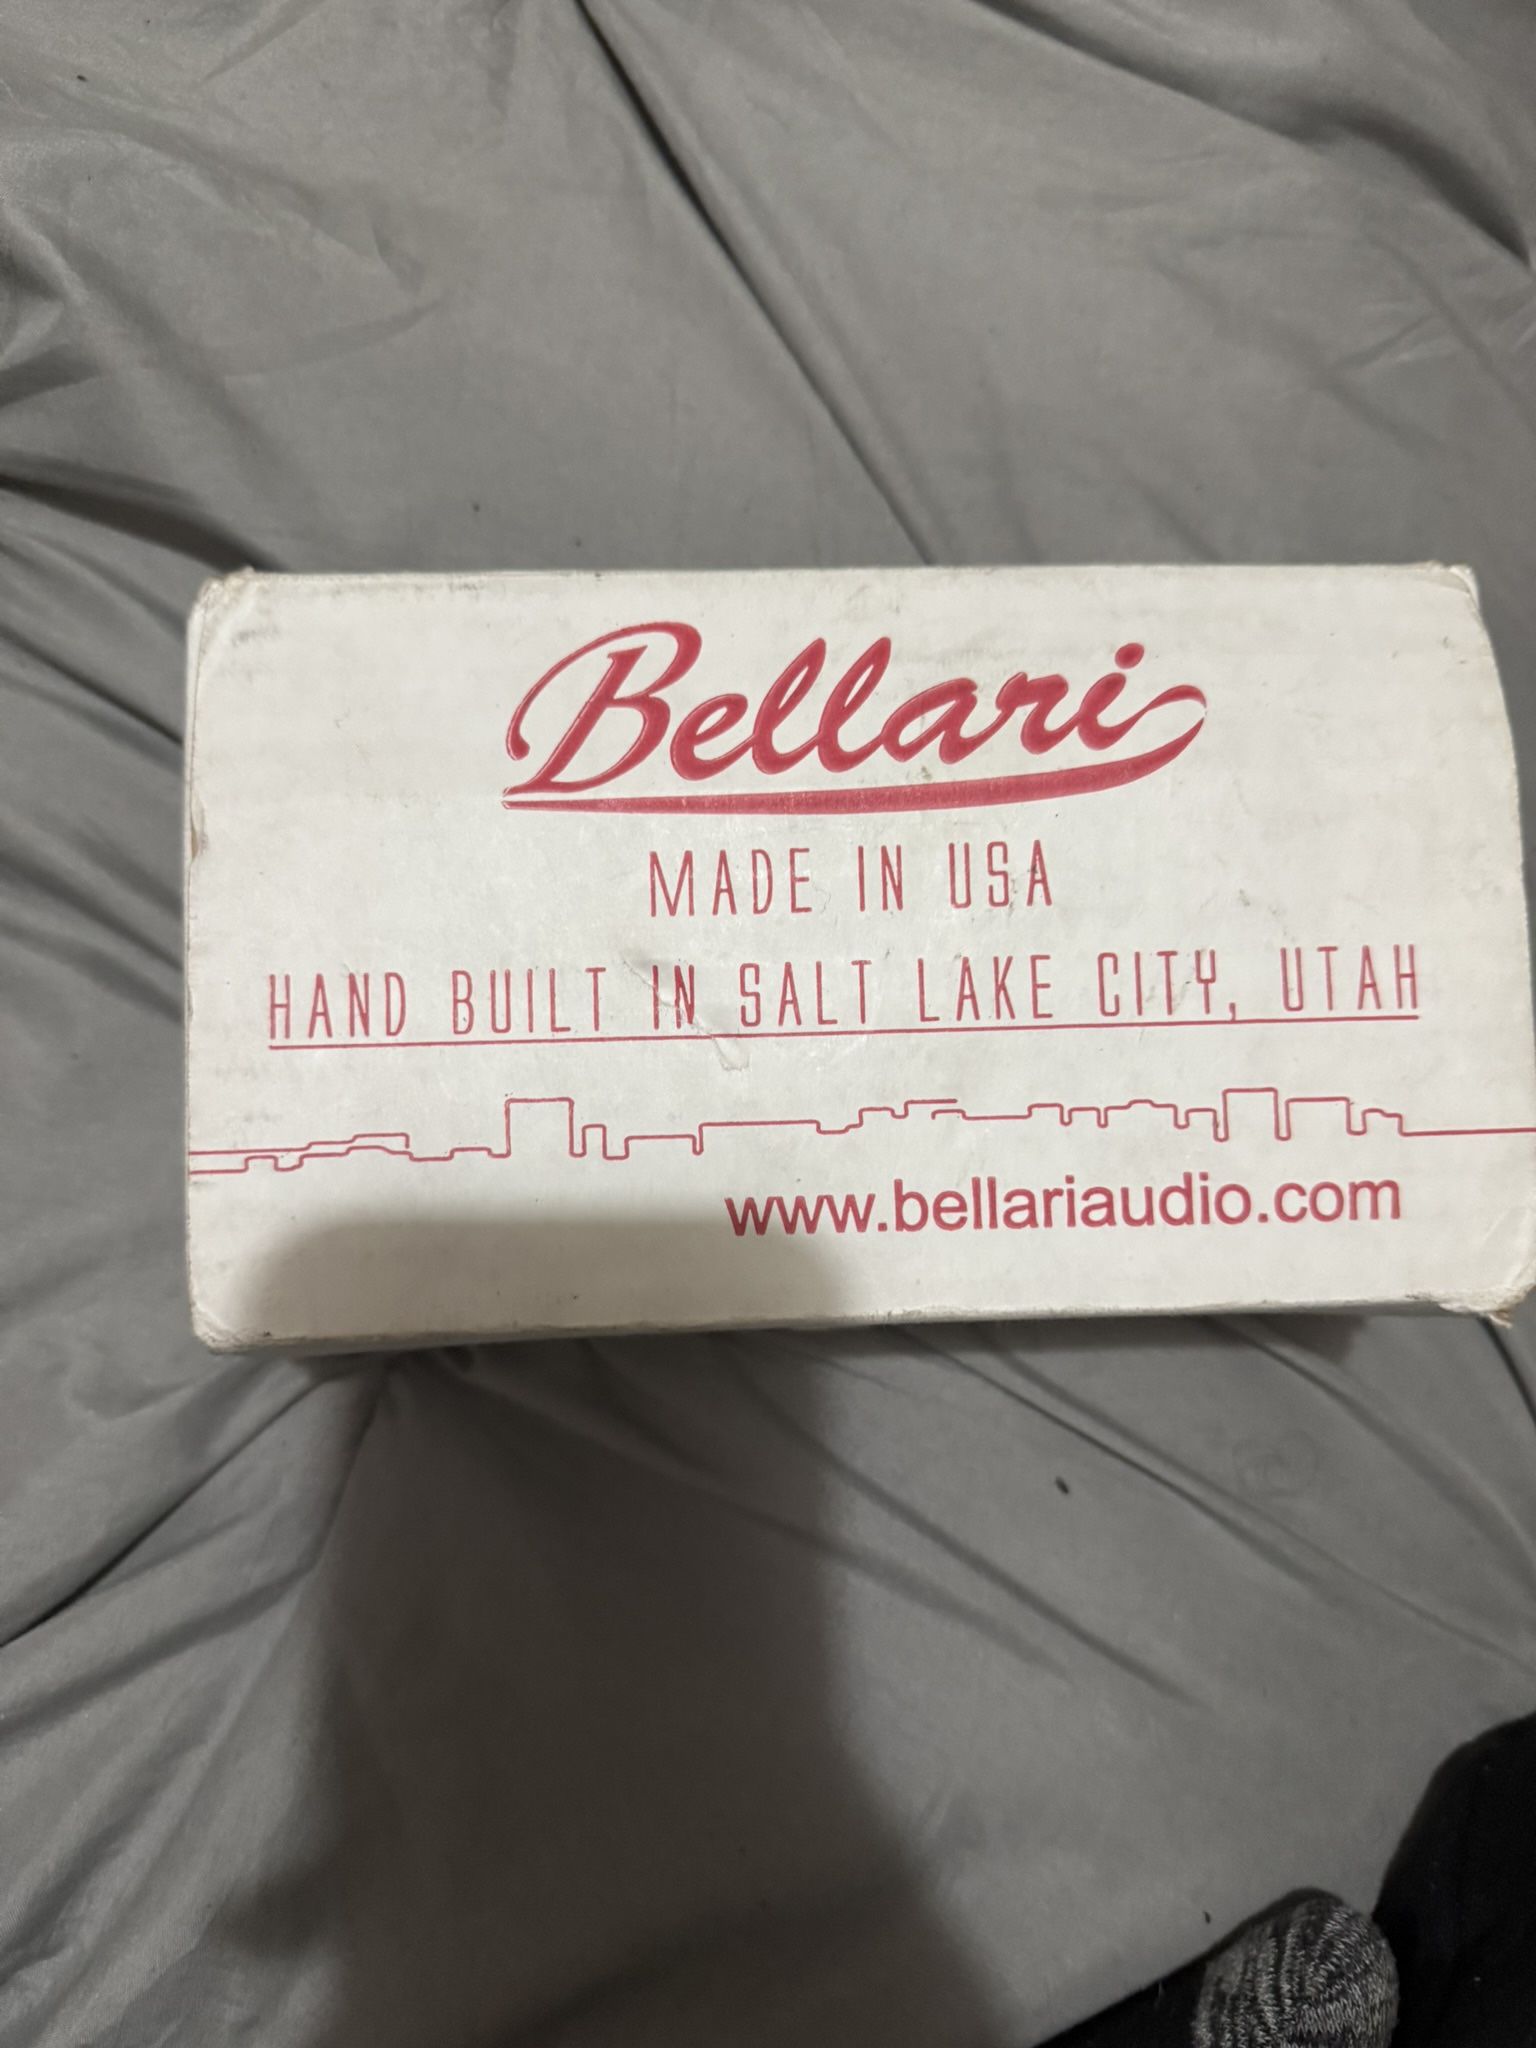 Bellari
MADE IN USA
HAND BUILT IN SALT LAKE CITY, UTAH
www.bellariaudio.com